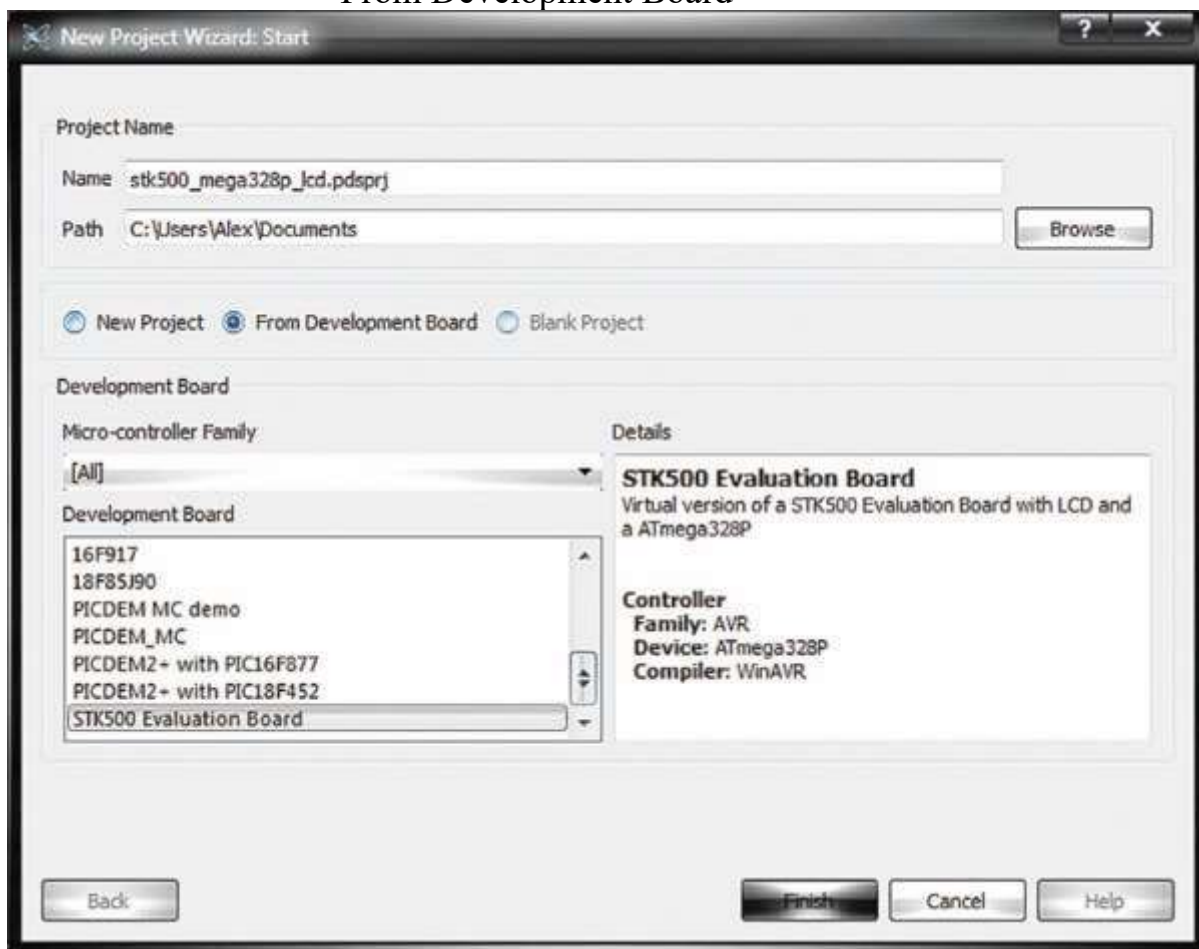 From Development Board
New Project Wizard: Start
? X
Project Name
Name stk500_mega328p_lcd.pdsprj
Path C:\Users\Alex\Documents Browse
New Project From Development Board Blank Project
Development Board
Micro-controller Family
[All]
Development Board
16F917
18F85J90
PICDEM MC demo
PICDEM_MC
PICDEM2+ with PIC16F877
PICDEM2+ with PIC18F452
STK500 Evaluation Board
Details
STK500 Evaluation Board
Virtual version of a STK500 Evaluation Board with LCD and
a ATmega328P
Controller
Family: AVR
Device: ATmega328P
Compiler: WinAVR
Back Finish Cancel Help